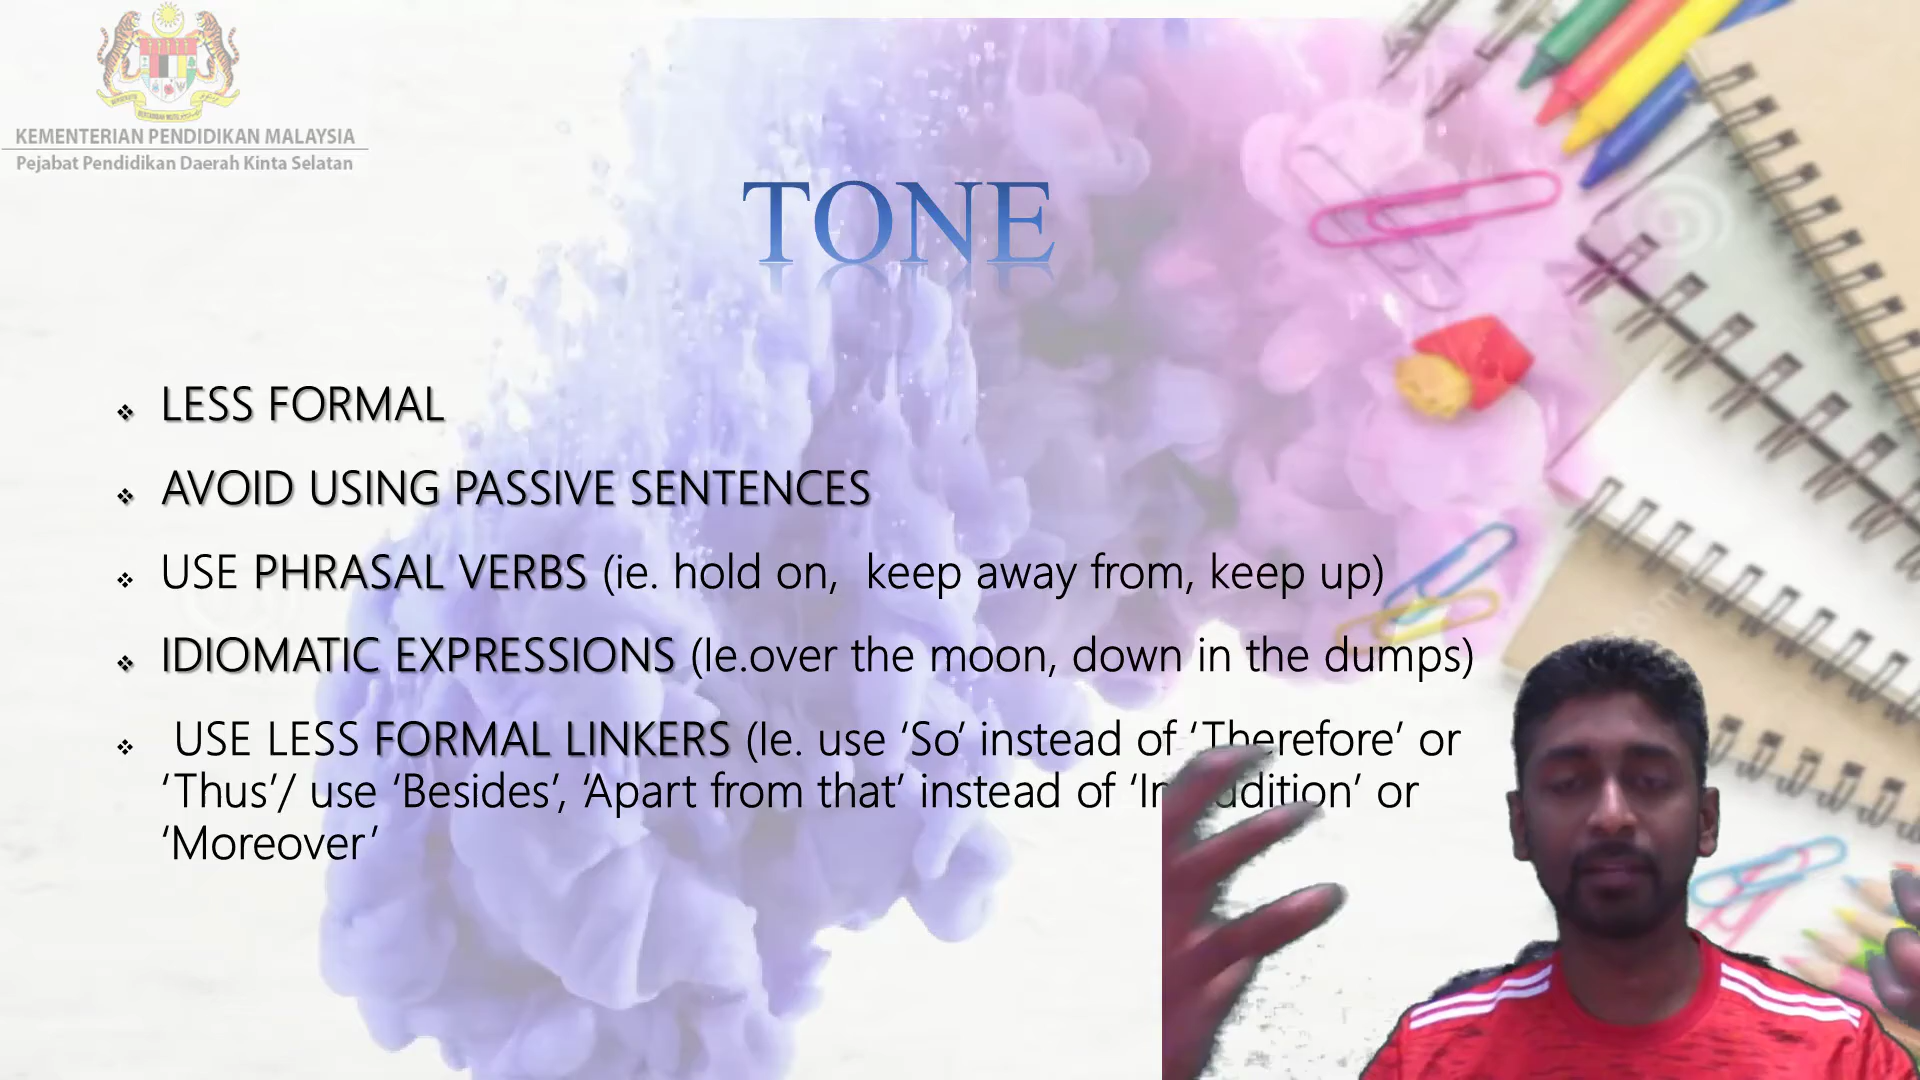 KEMENTERIAN PENDIDIKAN MALAYSIA
Pejabat Pendidikan Daerah Kinta Selatan
TONE
❖ LESS FORMAL
❖ AVOID USING PASSIVE SENTENCES
❖ USE PHRASAL VERBS (ie. hold on, keep away from, keep up)
❖ IDIOMATIC EXPRESSIONS (Ie.over the moon, down in the dumps)
❖ USE LESS FORMAL LINKERS (Ie. use ‘So’ instead of ‘Therefore’ or
‘Thus’/ use ‘Besides’, ‘Apart from that’ instead of ‘In addition’ or
‘Moreover’